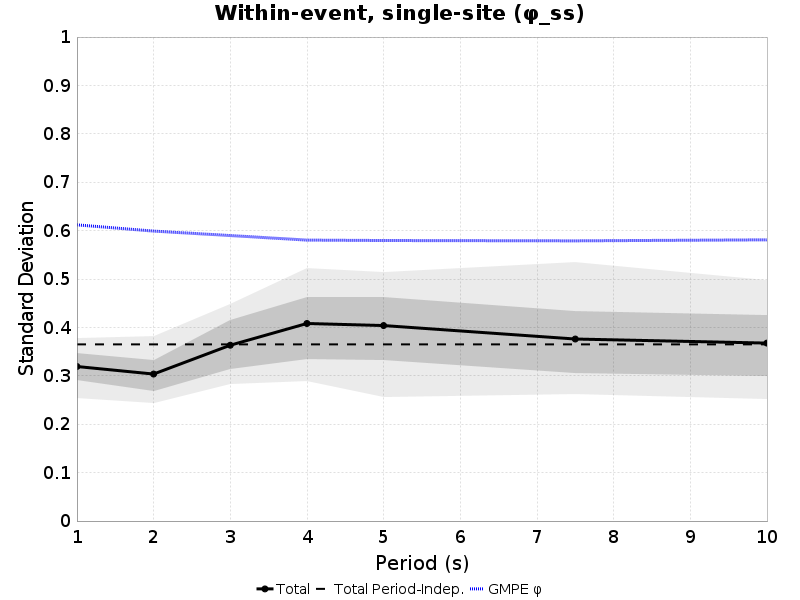 Within-event, single-site (φ_ss)
1
0.9
0.8
0.7
0.6
0.5
0.4
0.3
0.2
0.1
0
Standard Deviation
1 2 3 4 5 6 7 8 9 10
Period (s)
Total Total Period-Indep. GMPE φ